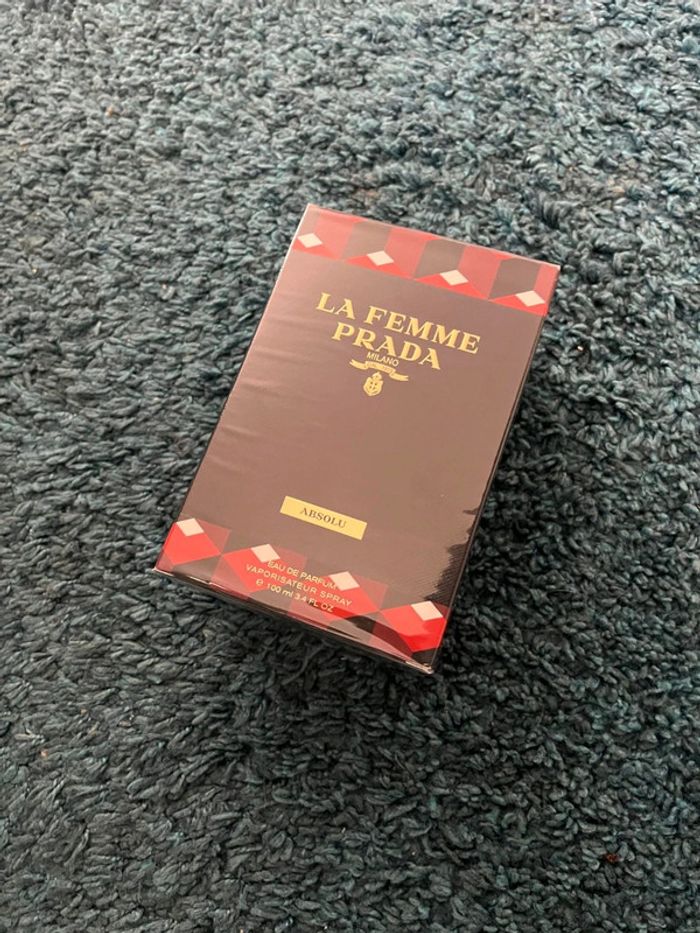 LA FEMME
PRADA
MILANO
ABSOLU
EAU DE PARFUM
VAPORISATEUR SPRAY
℮ 100 ml 3.4 FL OZ